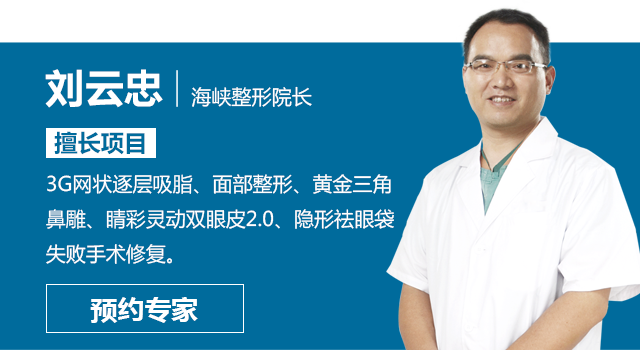 刘云忠 海峡整形院长
擅长项目
3G网状逐层吸脂、面部整形、黄金三角
鼻雕、睛彩灵动双眼皮2.0、隐形祛眼袋
失败手术修复。
预约专家